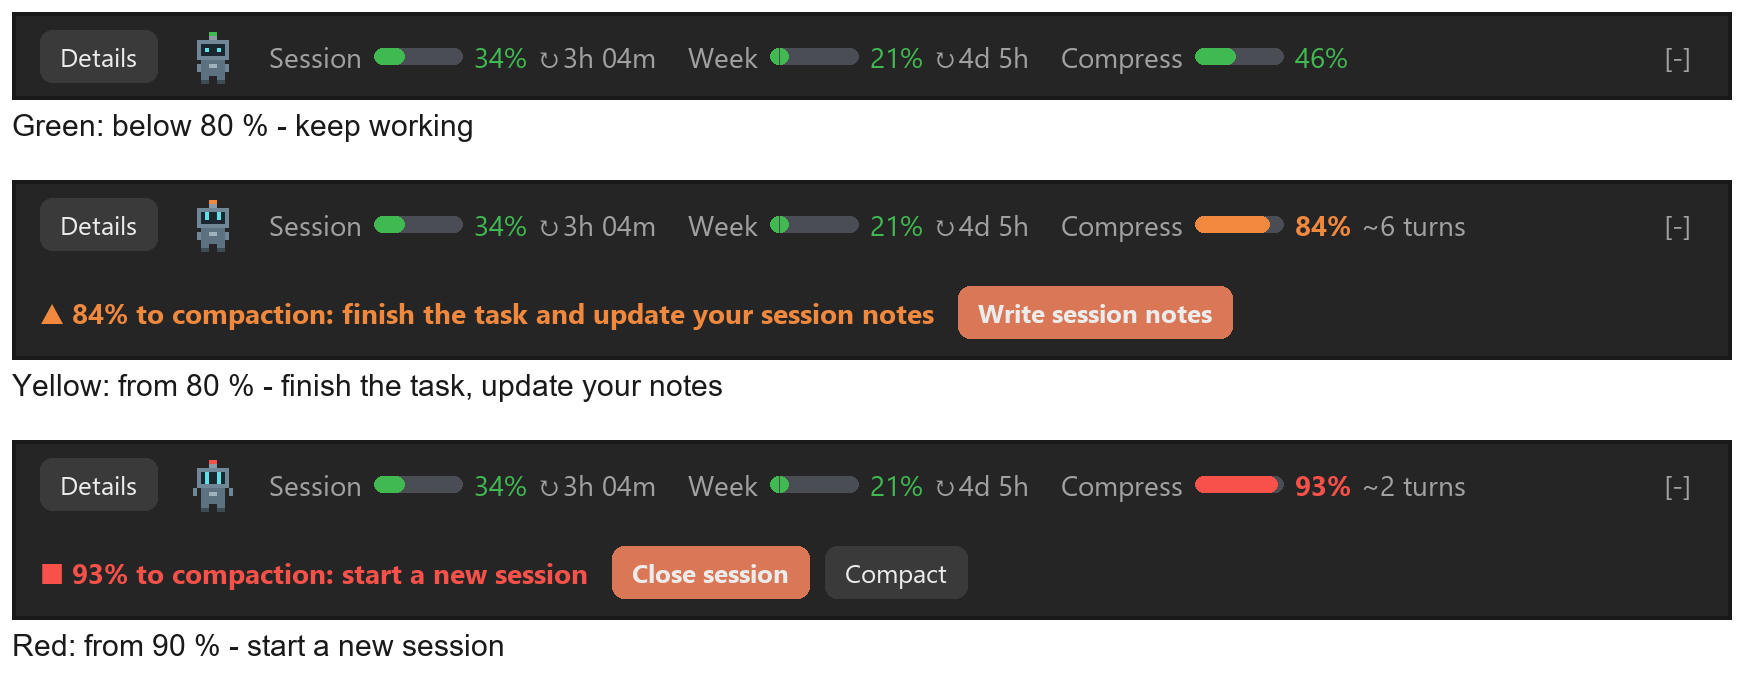 Details Session 34% ↻3h 04m Week 21% ↻4d 5h Compress 46% [-]
Green: below 80 % - keep working
Details Session 34% ↻3h 04m Week 21% ↻4d 5h Compress 84% ~6 turns [-]
▲ 84% to compaction: finish the task and update your session notes Write session notes
Yellow: from 80 % - finish the task, update your notes
Details Session 34% ↻3h 04m Week 21% ↻4d 5h Compress 93% ~2 turns [-]
■ 93% to compaction: start a new session Close session Compact
Red: from 90 % - start a new session